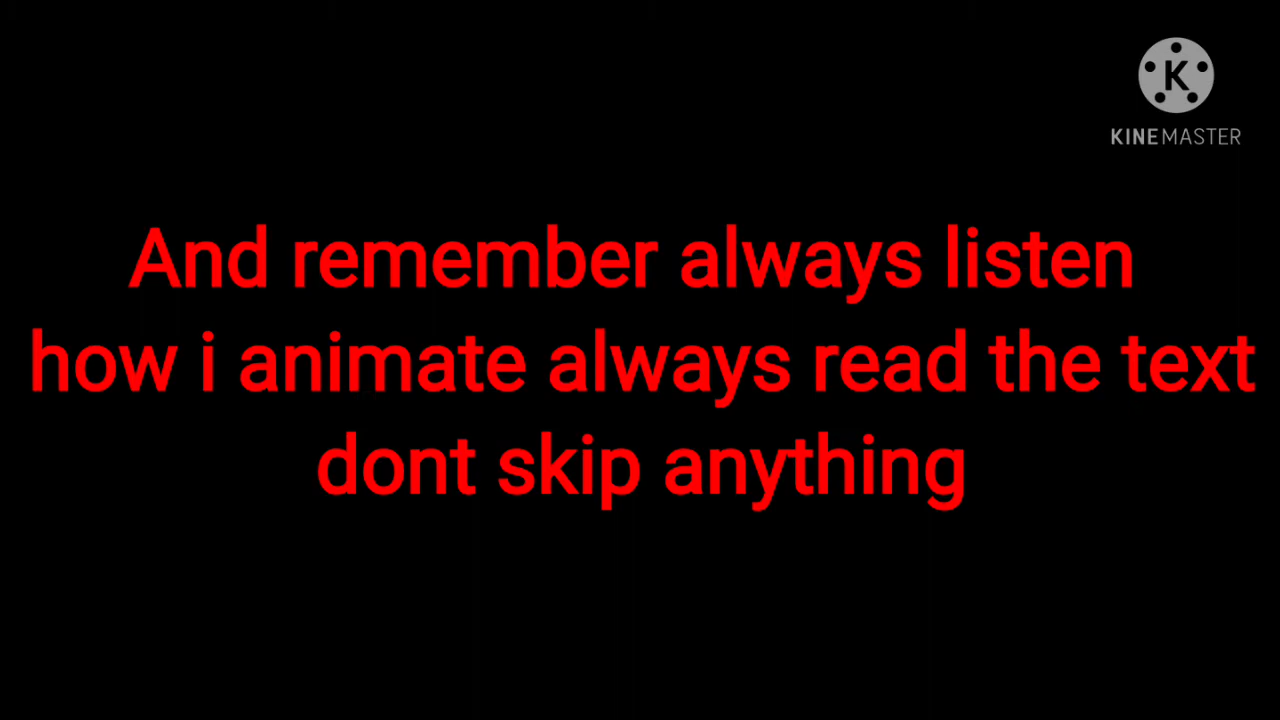 K
KINEMASTER
And remember always listen
how i animate always read the text
dont skip anything